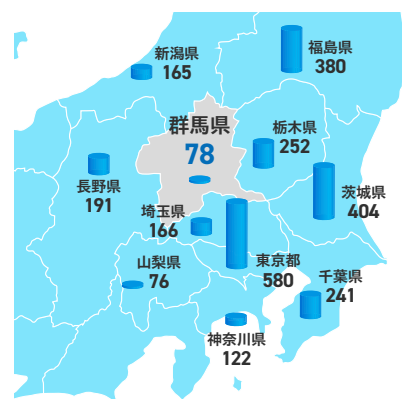 新潟県
165
福島県
380
群馬県
78
栃木県
252
長野県
191
茨城県
404
埼玉県
166
山梨県
76
東京都
580
千葉県
241
神奈川県
122